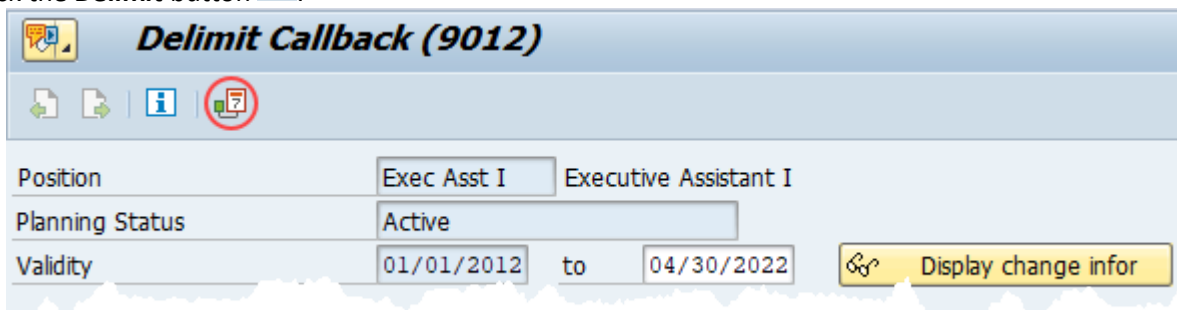 Delimit button
Delimit Callback (9012)
Position Exec Asst I Executive Assistant I
Planning Status Active
Validity 01/01/2012 to 04/30/2022 Display change infor